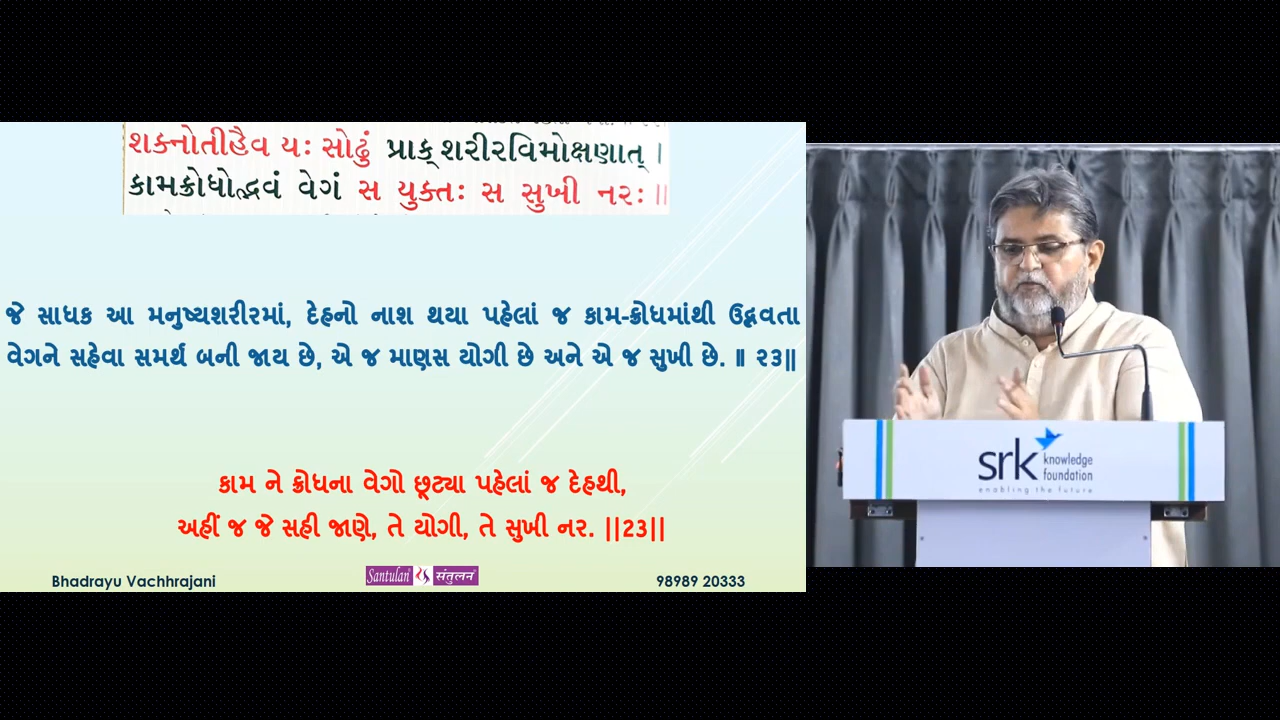 શક્નોતીહૈવ યઃ સોઢું પ્રાક્ શરીરવિમોક્ષણાત્ |
કામક્રોધોદ્ભવં વેગં સ યુક્તઃ સ સુખી નરઃ ||
જે સાધક આ મનુષ્યશરીરમાં, દેહનો નાશ થયા પહેલાં જ કામ-ક્રોધમાંથી ઉદ્ભવતા
વેગને સહેવા સમર્થ બની જાય છે, એ જ માણસ યોગી છે અને એ જ સુખી છે. ॥ ૨૩||
કામ ને ક્રોધના વેગો છૂટ્યા પહેલાં જ દેહથી,
અહીં જ જે સહી જાણે, તે યોગી, તે સુખી નર. ||23||
Bhadrayu Vachhrajani
Santulan संतुलन
98989 20333
srk knowledge
foundation
enabling the future